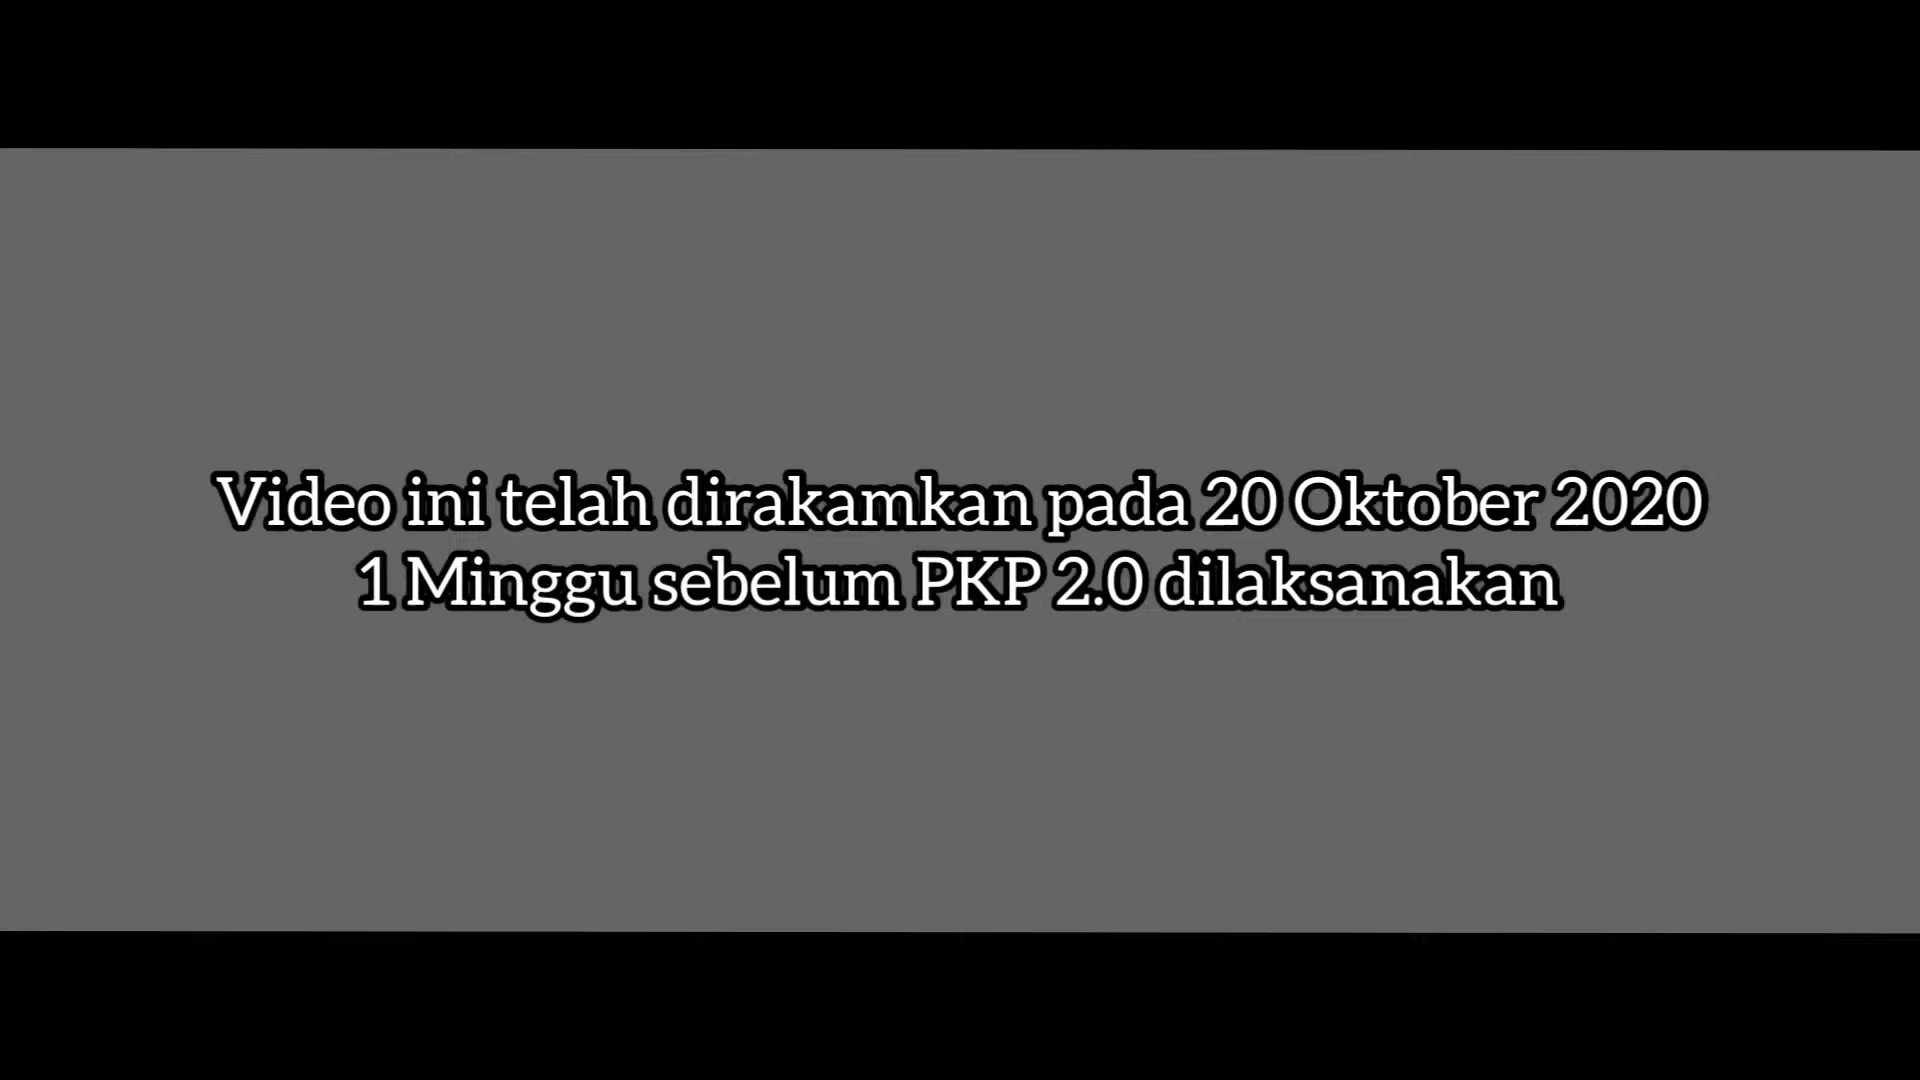 Video ini telah dirakamkan pada 20 Oktober 2020
1 Minggu sebelum PKP 2.0 dilaksanakan